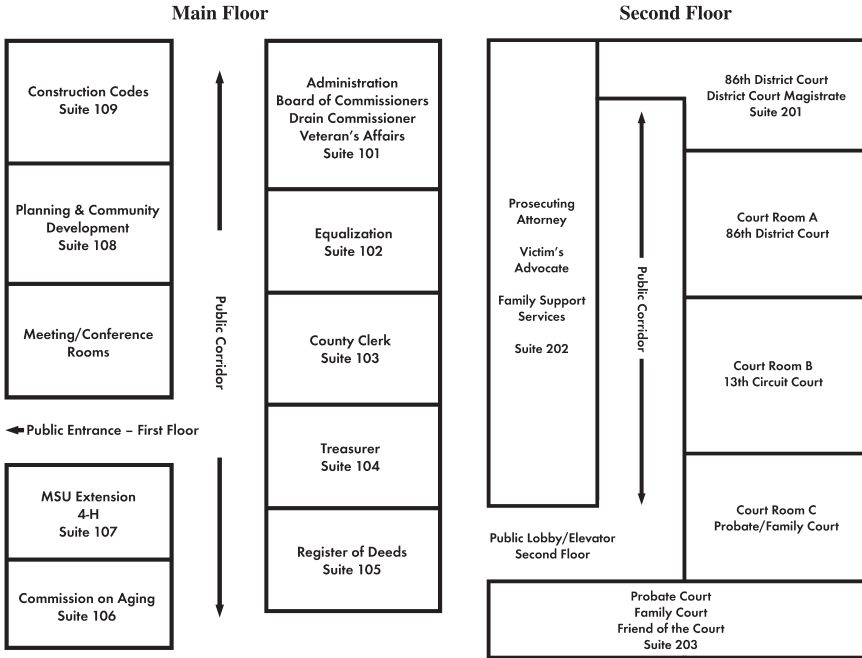 Main Floor
Construction Codes
Suite 109
Planning & Community
Development
Suite 108
Meeting/Conference
Rooms
Public Entrance – First Floor
MSU Extension
4-H
Suite 107
Commission on Aging
Suite 106
Public Corridor
Administration
Board of Commissioners
Drain Commissioner
Veteran's Affairs
Suite 101
Equalization
Suite 102
County Clerk
Suite 103
Treasurer
Suite 104
Register of Deeds
Suite 105
Second Floor
Prosecuting
Attorney
Victim's
Advocate
Family Support
Services
Suite 202
Public Corridor
86th District Court
District Court Magistrate
Suite 201
Court Room A
86th District Court
Court Room B
13th Circuit Court
Court Room C
Probate/Family Court
Public Lobby/Elevator
Second Floor
Probate Court
Family Court
Friend of the Court
Suite 203